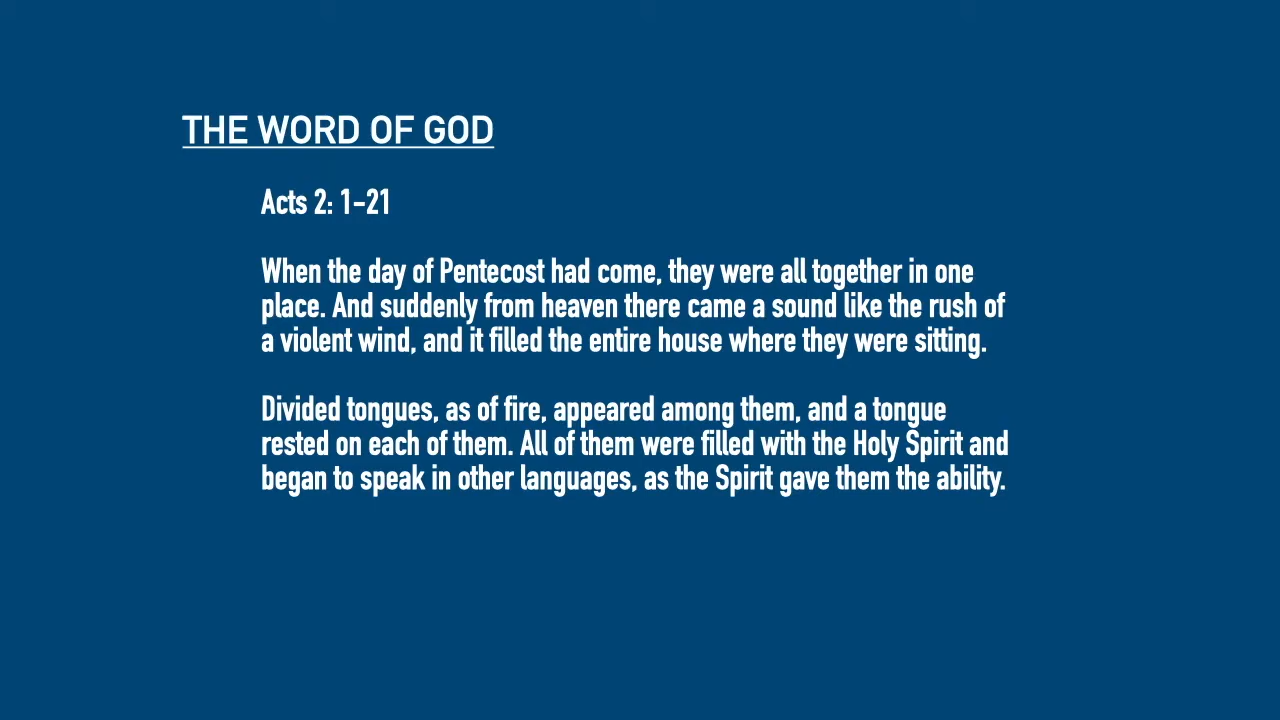 THE WORD OF GOD
Acts 2: 1-21
When the day of Pentecost had come, they were all together in one
place. And suddenly from heaven there came a sound like the rush of
a violent wind, and it filled the entire house where they were sitting.
Divided tongues, as of fire, appeared among them, and a tongue
rested on each of them. All of them were filled with the Holy Spirit and
began to speak in other languages, as the Spirit gave them the ability.